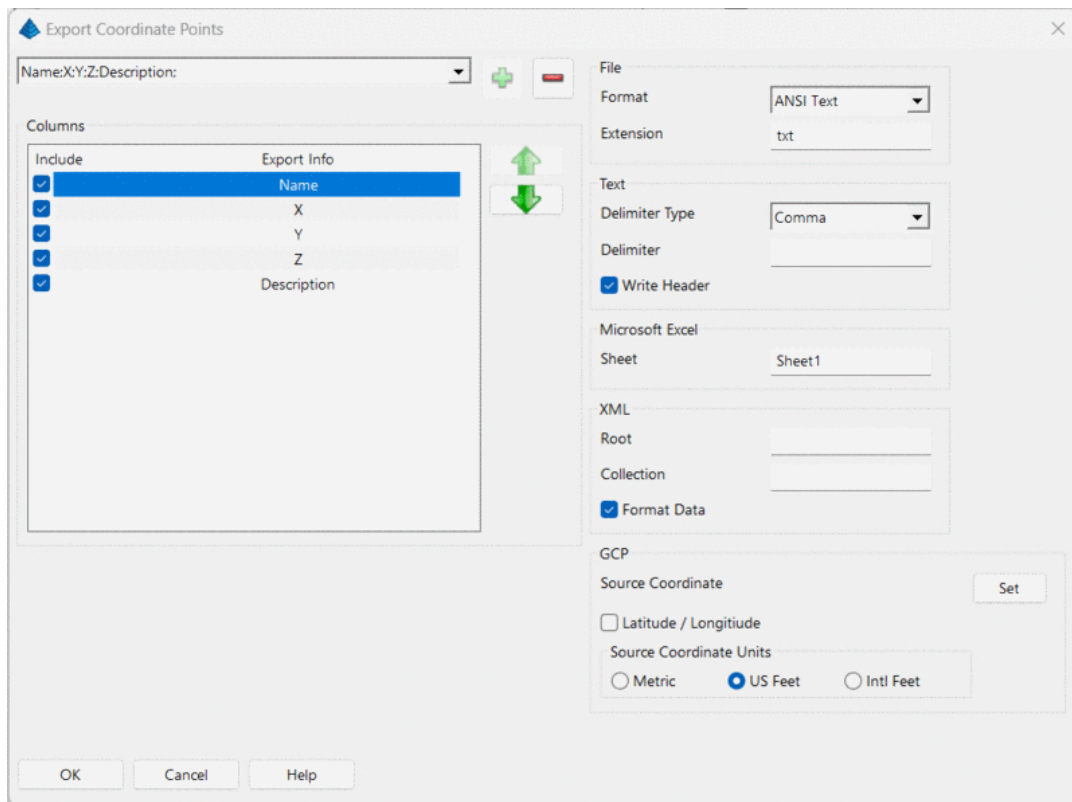 Export Coordinate Points
Name;X;Y;Z;Description;
Columns
Include Export Info
Name
X
Y
Z
Description
File
Format ANSI Text
Extension txt
Text
Delimiter Type Comma
Delimiter
Write Header
Microsoft Excel
Sheet Sheet1
XML
Root
Collection
Format Data
GCP
Source Coordinate Set
Latitude / Longitiude
Source Coordinate Units
Metric US Feet Intl Feet
OK Cancel Help